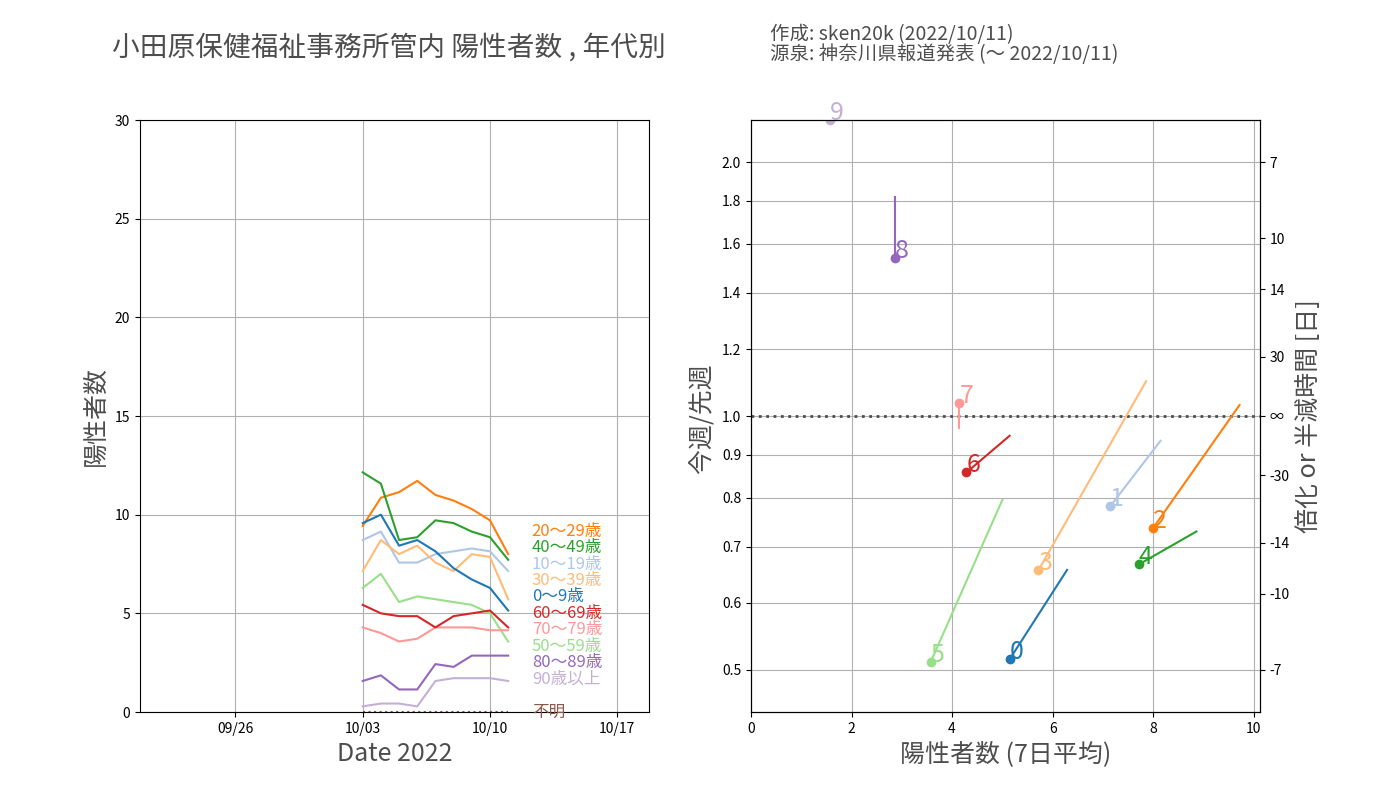 小田原保健福祉事務所管内 陽性者数 , 年代別
作成: sken20k (2022/10/11)
源泉: 神奈川県報道発表 (〜 2022/10/11)
陽性者数
30
25
20
15
10
5
0
09/26
10/03
10/10
10/17
Date 2022
20〜29歳
40〜49歳
10〜19歳
30〜39歳
0〜9歳
60〜69歳
70〜79歳
50〜59歳
80〜89歳
90歳以上
不明
今週/先週
2.0
1.8
1.6
1.4
1.2
1.0
0.9
0.8
0.7
0.6
0.5
9
8
7
6
1
2
3
4
5
0
0
2
4
6
8
10
陽性者数 (7日平均)
7
10
14
30
∞
-30
-14
-10
-7
倍化 or 半減時間 [日]